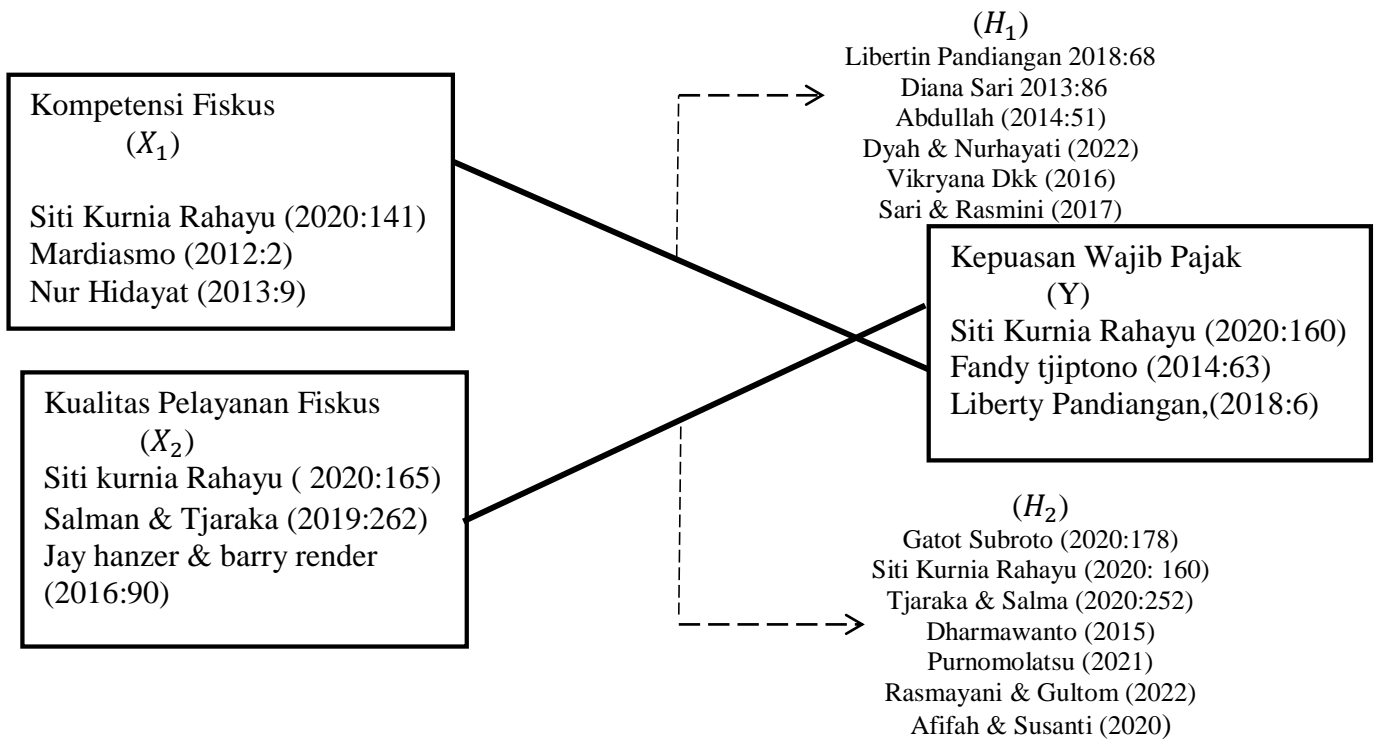 (𝐻₁)
Libertin Pandiangan 2018:68
Diana Sari 2013:86
Abdullah (2014:51)
Dyah & Nurhayati (2022)
Vikryana Dkk (2016)
Sari & Rasmini (2017)
Kompetensi Fiskus
(𝑋₁)
Siti Kurnia Rahayu (2020:141)
Mardiasmo (2012:2)
Nur Hidayat (2013:9)
Kepuasan Wajib Pajak
(Y)
Siti Kurnia Rahayu (2020:160)
Fandy tjiptono (2014:63)
Liberty Pandiangan,(2018:6)
Kualitas Pelayanan Fiskus
(𝑋₂)
Siti kurnia Rahayu ( 2020:165)
Salman & Tjaraka (2019:262)
Jay hanzer & barry render
(2016:90)
(𝐻₂)
Gatot Subroto (2020:178)
Siti Kurnia Rahayu (2020: 160)
Tjaraka & Salma (2020:252)
Dharmawanto (2015)
Purnomolatsu (2021)
Rasmayani & Gultom (2022)
Afifah & Susanti (2020)